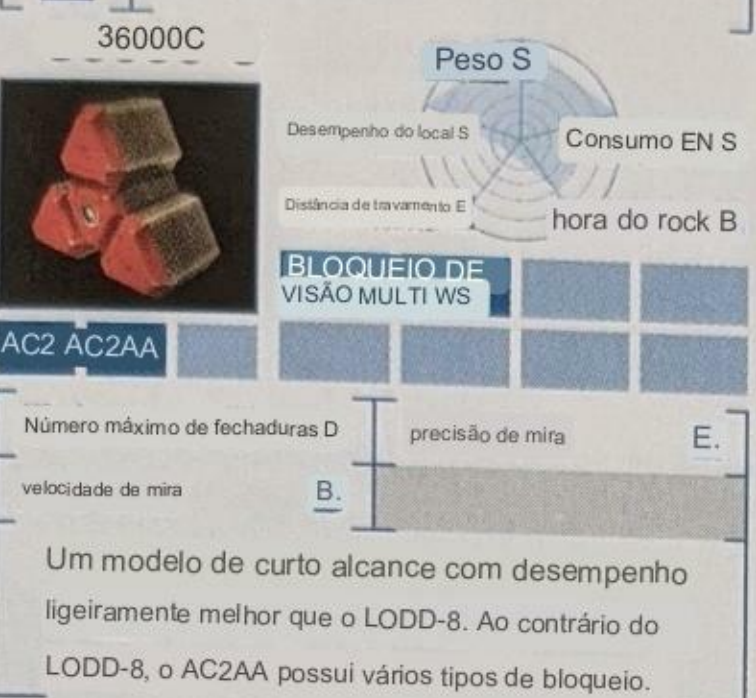 36000C
Peso S
Desempenho do local S
Consumo EN S
Distância de travamento E
hora do rock B
BLOQUEIO DE
VISÃO MULTI WS
AC2 AC2AA
Número máximo de fechaduras D
precisão de mira E.
velocidade de mira B.
Um modelo de curto alcance com desempenho
ligeiramente melhor que o LODD-8. Ao contrário do
LODD-8, o AC2AA possui vários tipos de bloqueio.